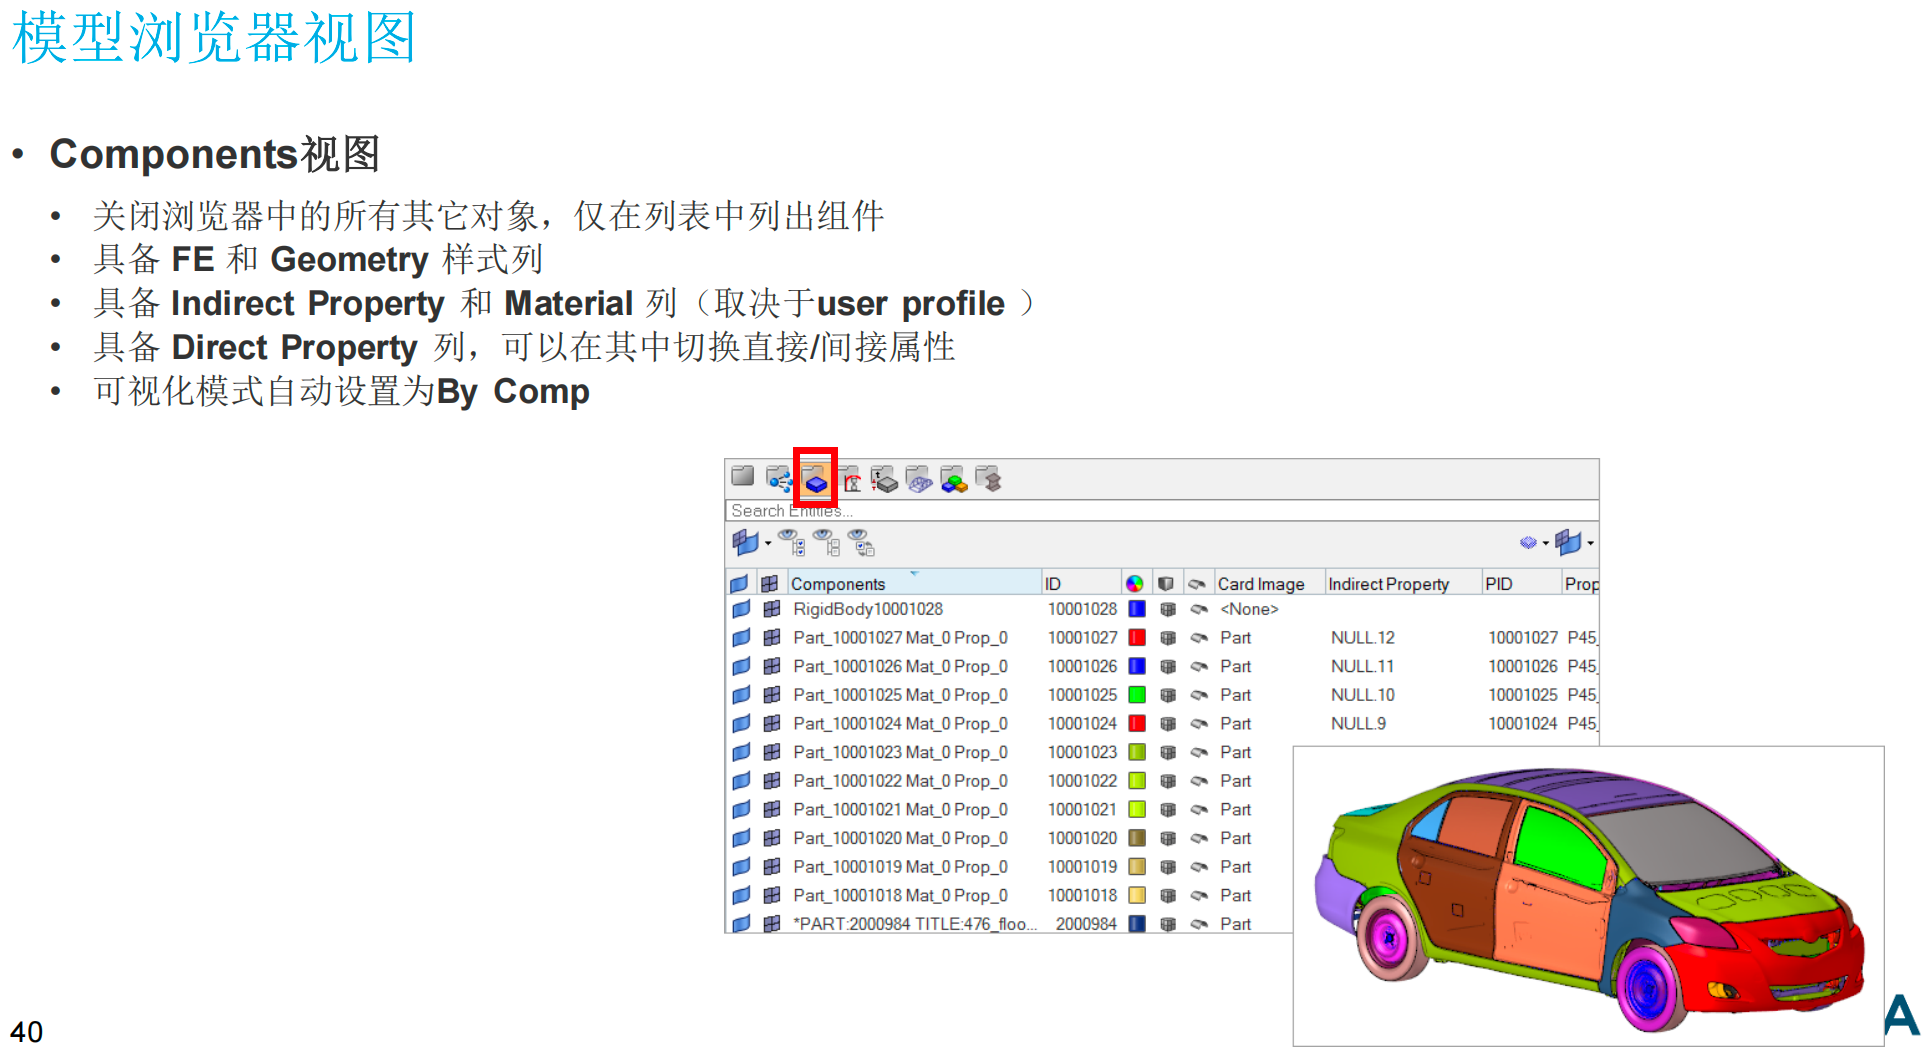 模型浏览器视图
• Components视图
• 关闭浏览器中的所有其它对象，仅在列表中列出组件
• 具备 FE 和 Geometry 样式列
• 具备 Indirect Property 和 Material 列（取决于user profile ）
• 具备 Direct Property 列，可以在其中切换直接/间接属性
• 可视化模式自动设置为By Comp
Search Entities...
Components ID Card Image Indirect Property PID Prop
RigidBody10001028 10001028 <None>
Part_10001027 Mat_0 Prop_0 10001027 Part NULL.12 10001027 P45_
Part_10001026 Mat_0 Prop_0 10001026 Part NULL.11 10001026 P45_
Part_10001025 Mat_0 Prop_0 10001025 Part NULL.10 10001025 P45_
Part_10001024 Mat_0 Prop_0 10001024 Part NULL.9 10001024 P45_
Part_10001023 Mat_0 Prop_0 10001023 Part
Part_10001022 Mat_0 Prop_0 10001022 Part
Part_10001021 Mat_0 Prop_0 10001021 Part
Part_10001020 Mat_0 Prop_0 10001020 Part
Part_10001019 Mat_0 Prop_0 10001019 Part
Part_10001018 Mat_0 Prop_0 10001018 Part
*PART:2000984 TITLE:476_floo... 2000984 Part
A
40